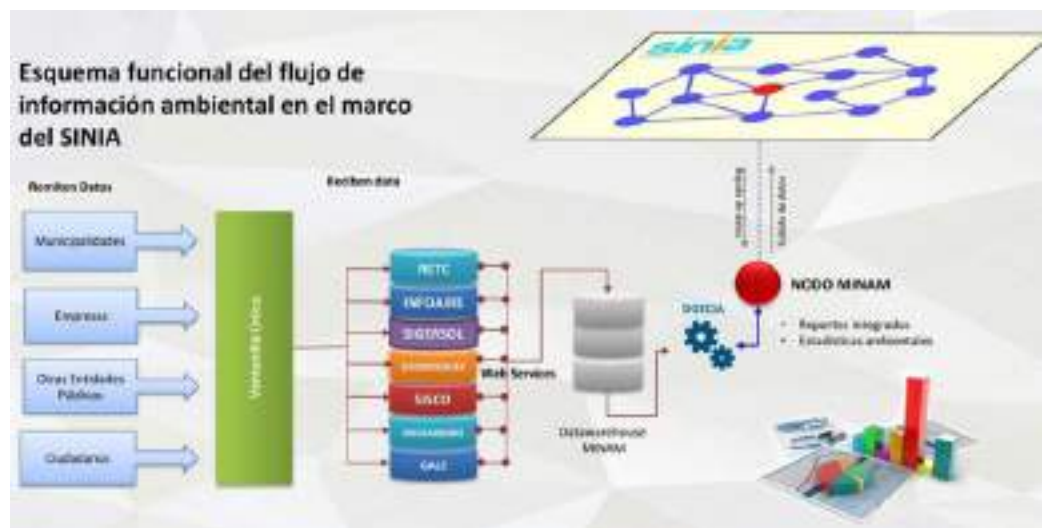 sinia
Esquema funcional del flujo de
información ambiental en el marco
del SINIA
Remiten Datos
Reciben data
Municipalidades
Empresas
Otras Entidades
Públicas
Ciudadanos
Ventanilla Única
RETC
INFOAIRE
SIGERSOL
SISCO
GALS
Web Services
Datawarehouse
MINAM
NODO MINAM
• Reportes integrados
• Estadísticas ambientales